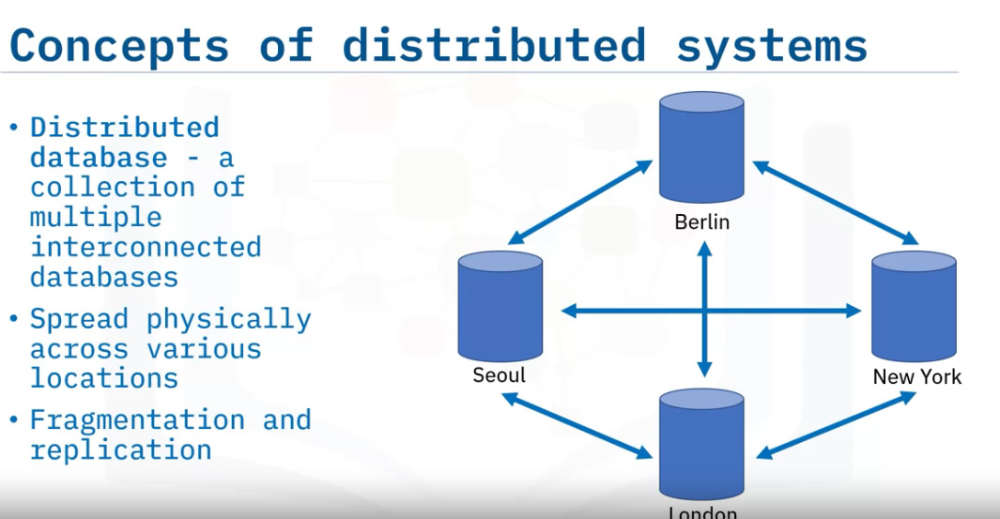 Concepts of distributed systems
• Distributed
database - a
collection of
multiple
interconnected
databases
• Spread physically
across various
locations
• Fragmentation and
replication
Berlin
Seoul
New York
London